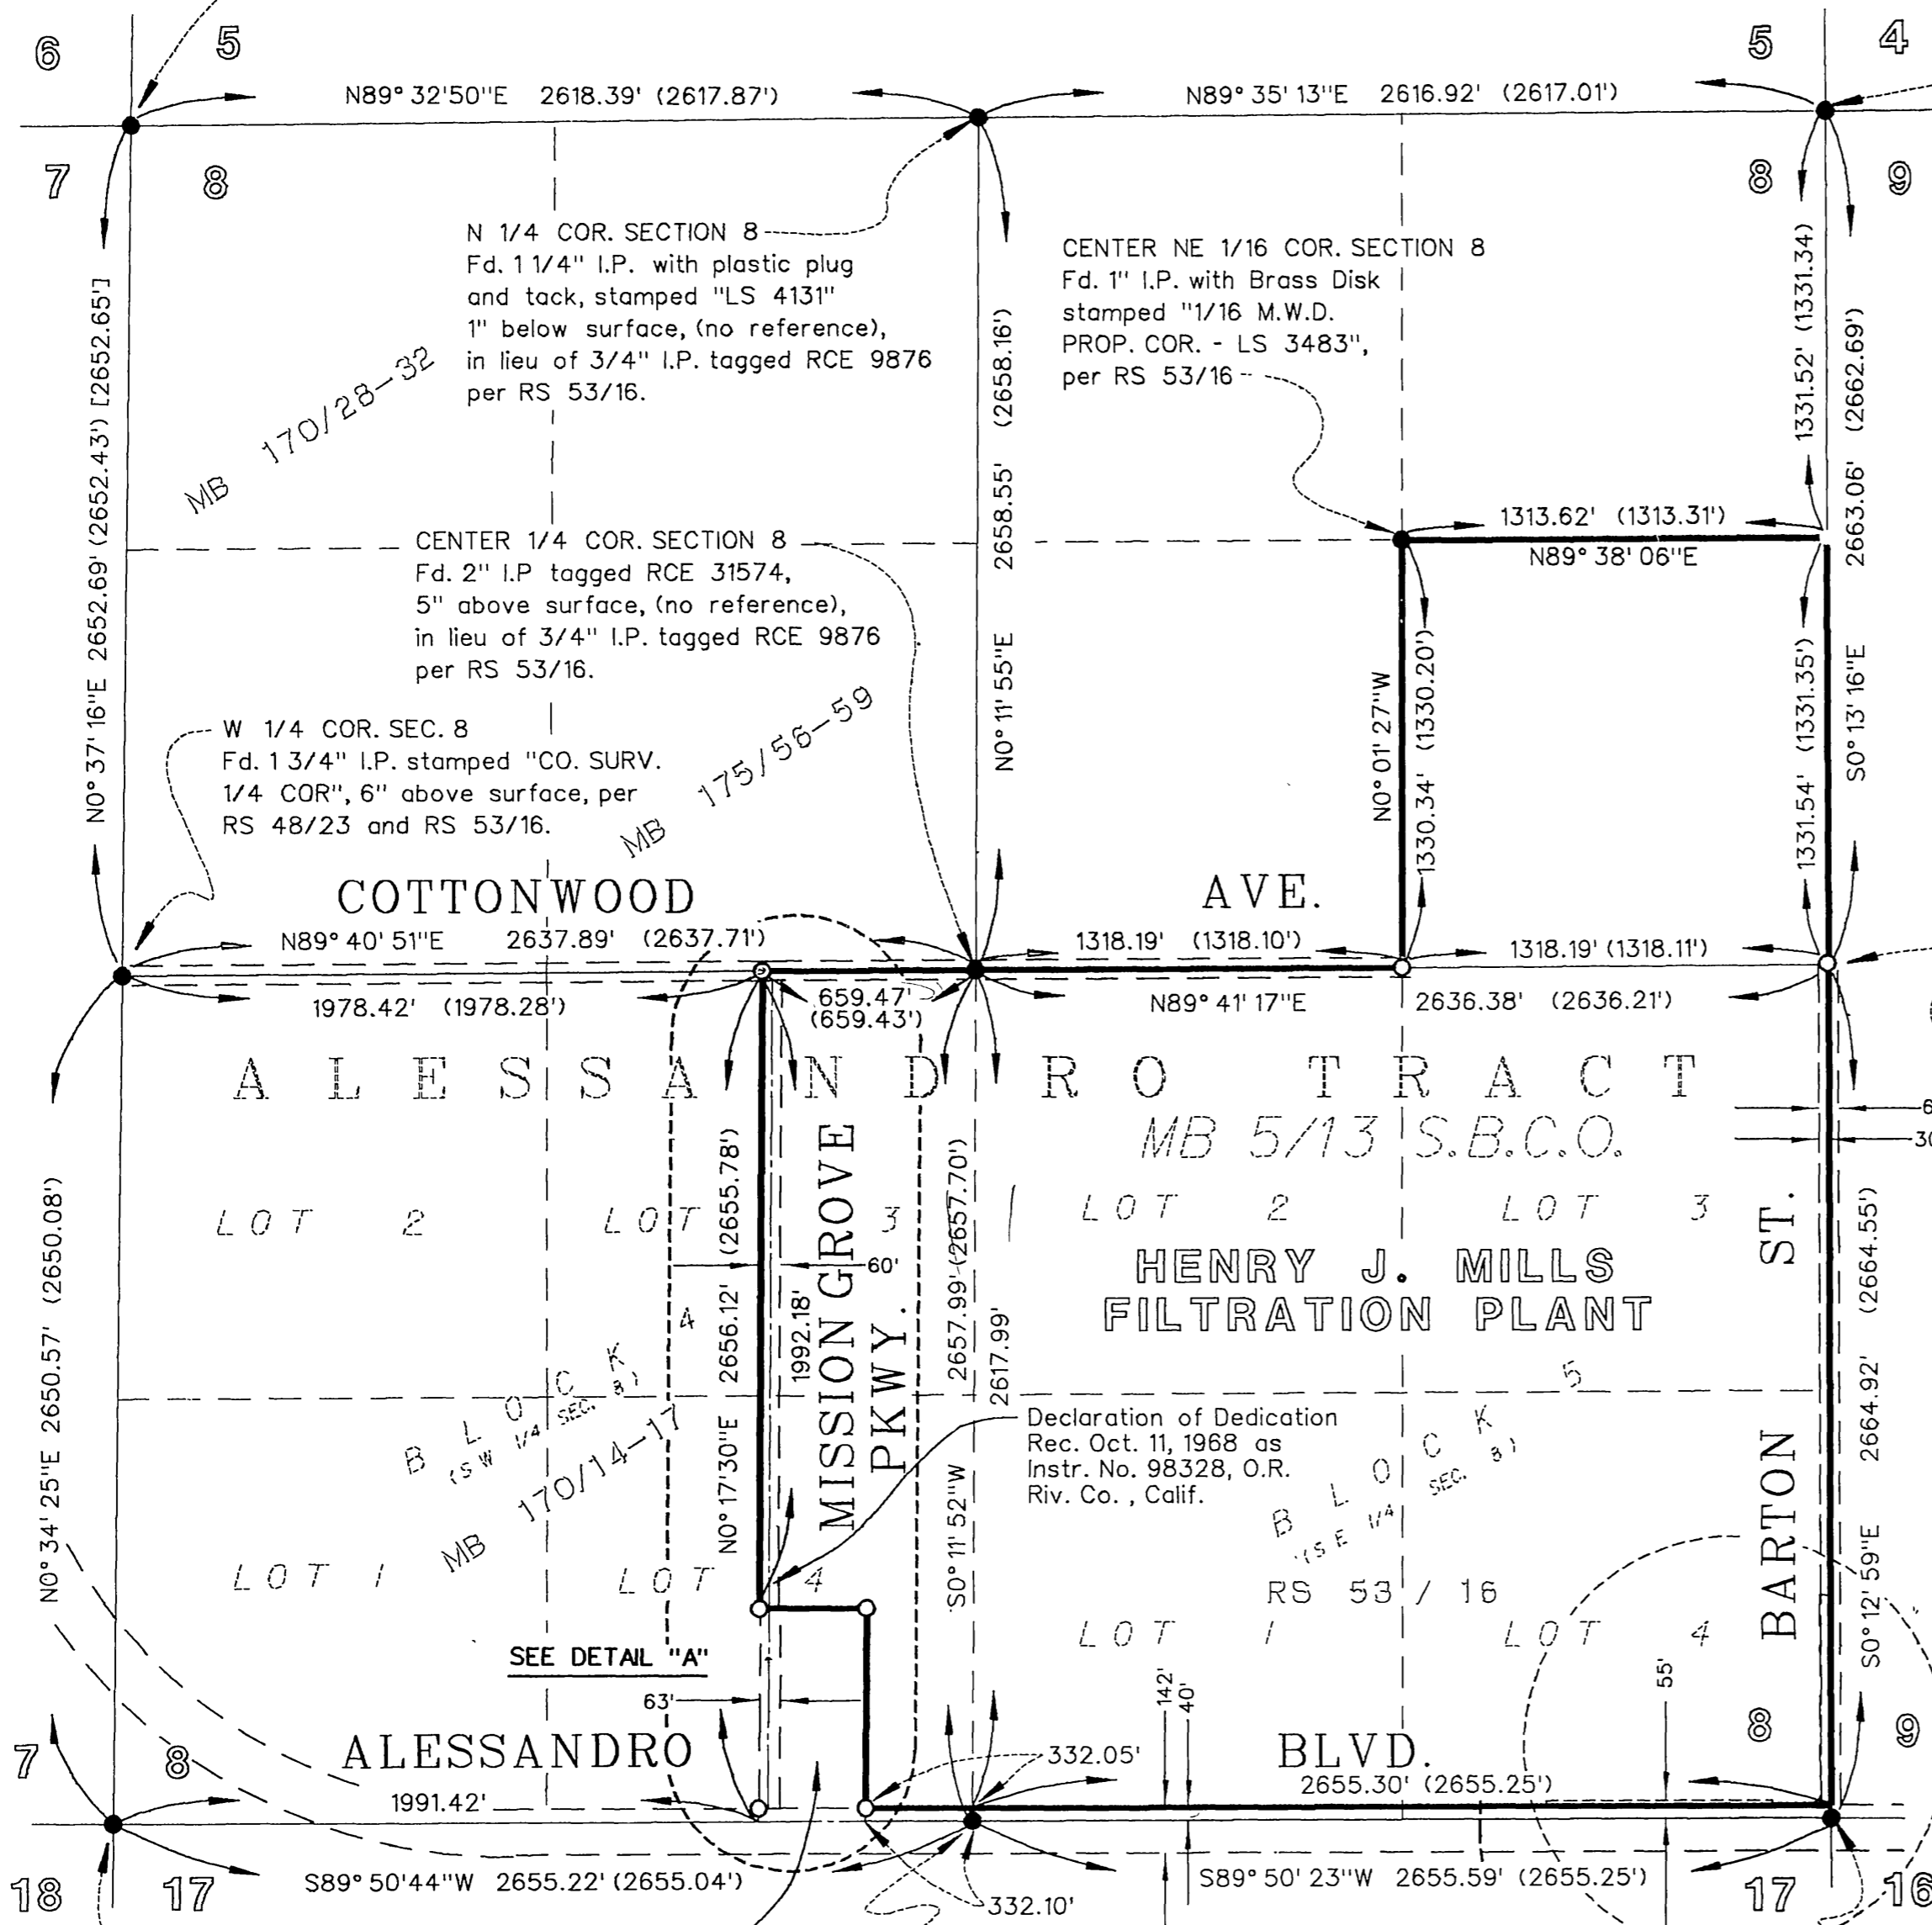 6
5
5
4
N89° 32'50"E 2618.39' (2617.87')
N89° 35' 13"E 2616.92' (2617.01')
7
8
8
9
N 1/4 COR. SECTION 8
Fd. 1 1/4" I.P. with plastic plug
and tack, stamped "LS 4131"
1" below surface, (no reference),
in lieu of 3/4" I.P. tagged RCE 9876
per RS 53/16.
CENTER NE 1/16 COR. SECTION 8
Fd. 1" I.P. with Brass Disk
stamped "1/16 M.W.D.
PROP. COR. - LS 3483",
per RS 53/16
N0° 37' 16"E 2652.69' (2652.43') [2652.65']
MB 170/28-32
N0° 11' 55"E 2658.55' (2658.16')
1331.52' (1331.34')
S0° 13' 16"E 2663.06' (2662.69')
1313.62' (1313.31')
N89° 38' 06"E
CENTER 1/4 COR. SECTION 8
Fd. 2" I.P tagged RCE 31574,
5" above surface, (no reference),
in lieu of 3/4" I.P. tagged RCE 9876
per RS 53/16.
N0° 01' 27"W
1330.34' (1330.20')
1331.54' (1331.35')
W 1/4 COR. SEC. 8
Fd. 1 3/4" I.P. stamped "CO. SURV.
1/4 COR", 6" above surface, per
RS 48/23 and RS 53/16.
MB 175/56-59
COTTONWOOD AVE.
N89° 40' 51"E 2637.89' (2637.71')
1318.19' (1318.10')
1318.19' (1318.11')
1978.42' (1978.28')
659.47'
(659.43')
N89° 41' 17"E 2636.38' (2636.21')
ALESSANDRO TRACT
MB 5/13 S.B.C.O.
6
30
LOT 2
LOT 3
LOT 2
LOT 3
HENRY J. MILLS
FILTRATION PLANT
N0° 34' 25"E 2650.57' (2650.08')
N0° 17' 30"E 2656.12' (2655.78')
1992.18'
60'
MISSION GROVE
PKWY.
S0° 11' 52"W 2657.99' (2657.70')
2617.99'
BARTON ST.
S0° 12' 59"E 2664.92' (2664.55')
BLOCK 4
(SW 1/4 SEC. 8)
MB 170/14-17
Declaration of Dedication
Rec. Oct. 11, 1968 as
Instr. No. 98328, O.R.
Riv. Co., Calif.
BLOCK 5
(SE 1/4 SEC. 8)
RS 53 / 16
LOT 1
LOT 4
LOT 1
LOT 4
SEE DETAIL "A"
63'
142'
40'
55'
7
8
8
9
ALESSANDRO BLVD.
332.05'
2655.30' (2655.25')
1991.42'
S89° 50'44"W 2655.22' (2655.04')
S89° 50' 23"W 2655.59' (2655.25')
332.10'
18
17
17
16